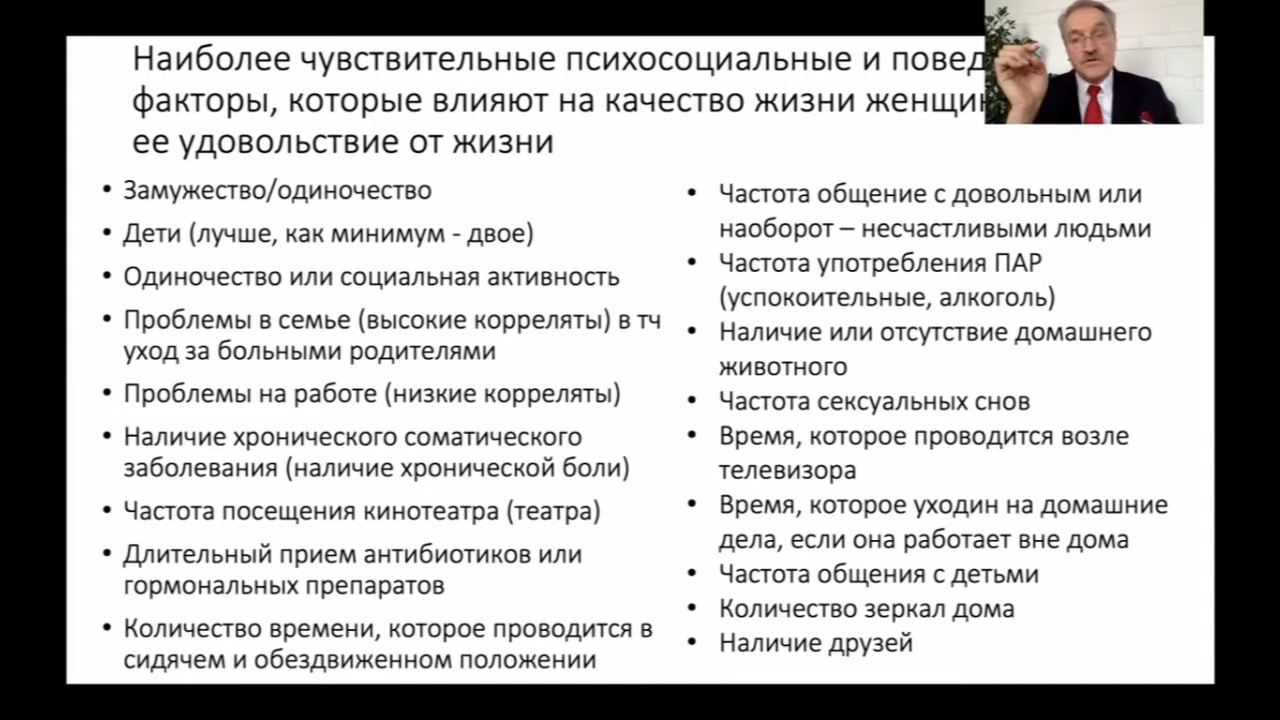 Наиболее чувствительные психосоциальные и повед
факторы, которые влияют на качество жизни женщин
ее удовольствие от жизни
• Замужество/одиночество
• Дети (лучше, как минимум - двое)
• Одиночество или социальная активность
• Проблемы в семье (высокие корреляты) в тч
уход за больными родителями
• Проблемы на работе (низкие корреляты)
• Наличие хронического соматического
заболевания (наличие хронической боли)
• Частота посещения кинотеатра (театра)
• Длительный прием антибиотиков или
гормональных препаратов
• Количество времени, которое проводится в
сидячем и обездвиженном положении
• Частота общение с довольным или
наоборот – несчастливыми людьми
• Частота употребления ПАР
(успокоительные, алкоголь)
• Наличие или отсутствие домашнего
животного
• Частота сексуальных снов
• Время, которое проводится возле
телевизора
• Время, которое уходин на домашние
дела, если она работает вне дома
• Частота общения с детьми
• Количество зеркал дома
• Наличие друзей